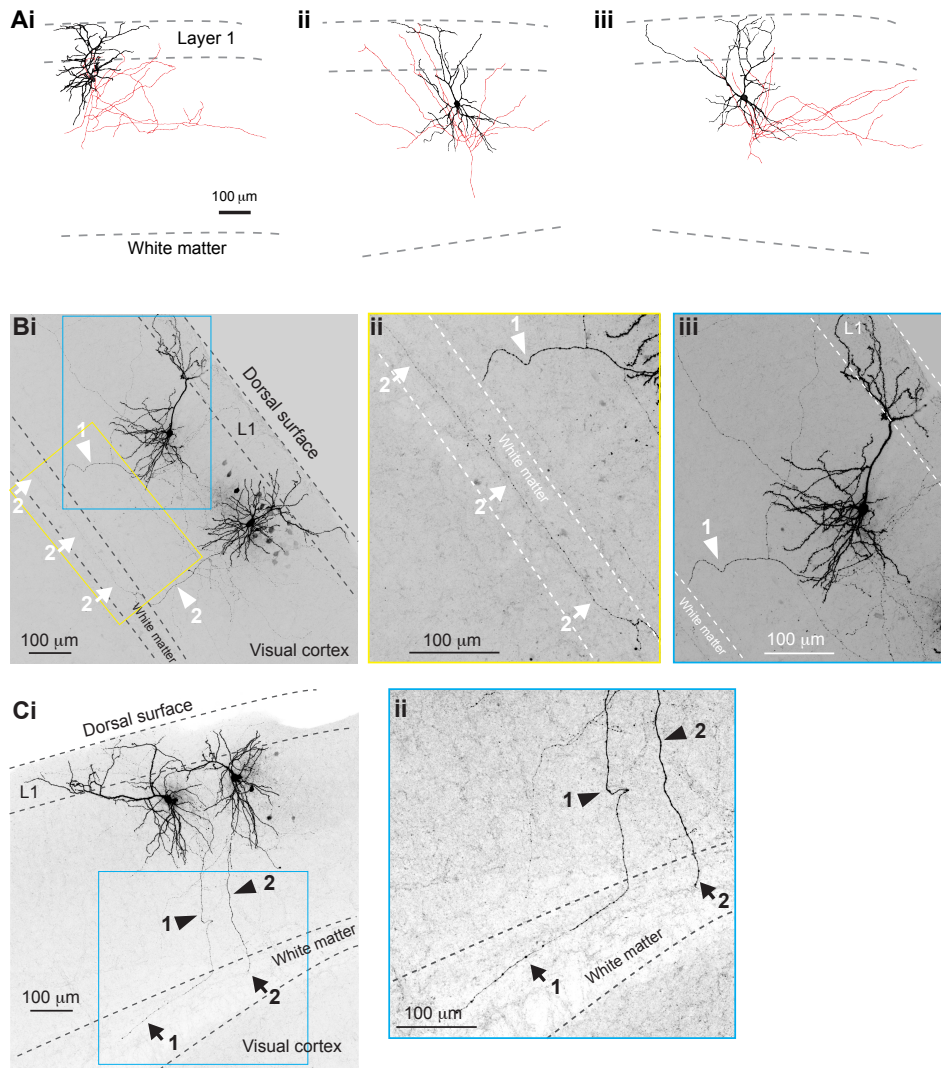 Ai
ii
iii
Layer 1
100 µm
White matter
Bi
ii
iii
1
2
2
2
2
L1
Dorsal surface
White matter
100 µm
Visual cortex
1
2
2
2
White matter
100 µm
L1
1
White matter
100 µm
Ci
ii
Dorsal surface
L1
1
2
1
2
White matter
100 µm
Visual cortex
1
2
1
2
White matter
100 µm